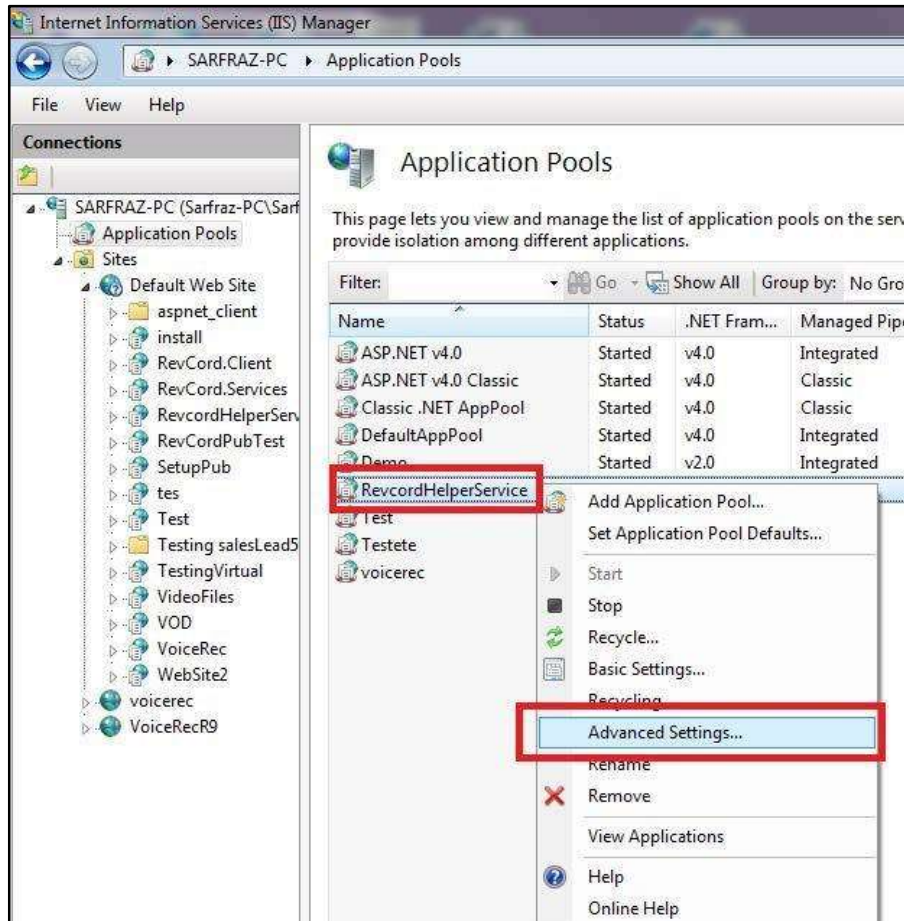 Internet Information Services (IIS) Manager
SARFRAZ-PC Application Pools
File View Help
Connections
SARFRAZ-PC (Sarfraz-PC\Sarf
Application Pools
Sites
Default Web Site
aspnet_client
install
RevCord.Client
RevCord.Services
RevcordHelperServ
RevCordPubTest
SetupPub
tes
Test
Testing salesLead5
TestingVirtual
VideoFiles
VOD
VoiceRec
WebSite2
voicerec
VoiceRecR9
Application Pools
This page lets you view and manage the list of application pools on the serv
provide isolation among different applications.
Filter: Go Show All Group by: No Gro
Name Status .NET Fram... Managed Pipe
ASP.NET v4.0 Started v4.0 Integrated
ASP.NET v4.0 Classic Started v4.0 Classic
Classic .NET AppPool Started v4.0 Classic
DefaultAppPool Started v4.0 Integrated
Demo Started v2.0 Integrated
RevcordHelperService
Test
Testete
voicerec
Add Application Pool...
Set Application Pool Defaults...
Start
Stop
Recycle...
Basic Settings...
Recycling...
Advanced Settings...
Rename
Remove
View Applications
Help
Online Help